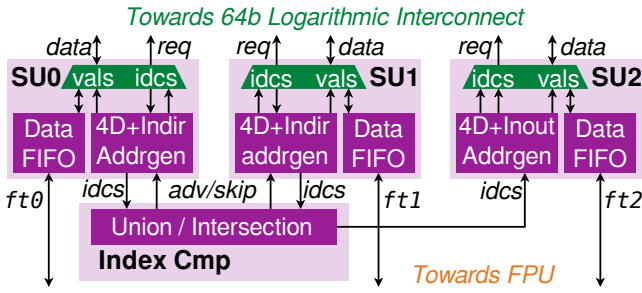 Towards 64b Logarithmic Interconnect
data req req data req data
SU0 vals idcs idcs vals SU1 idcs vals SU2
Data FIFO 4D+Indir Addrgen 4D+Indir addrgen Data FIFO 4D+Inout Addrgen Data FIFO
ft0 idcs adv/skip idcs ft1 idcs ft2
Union / Intersection
Index Cmp
Towards FPU